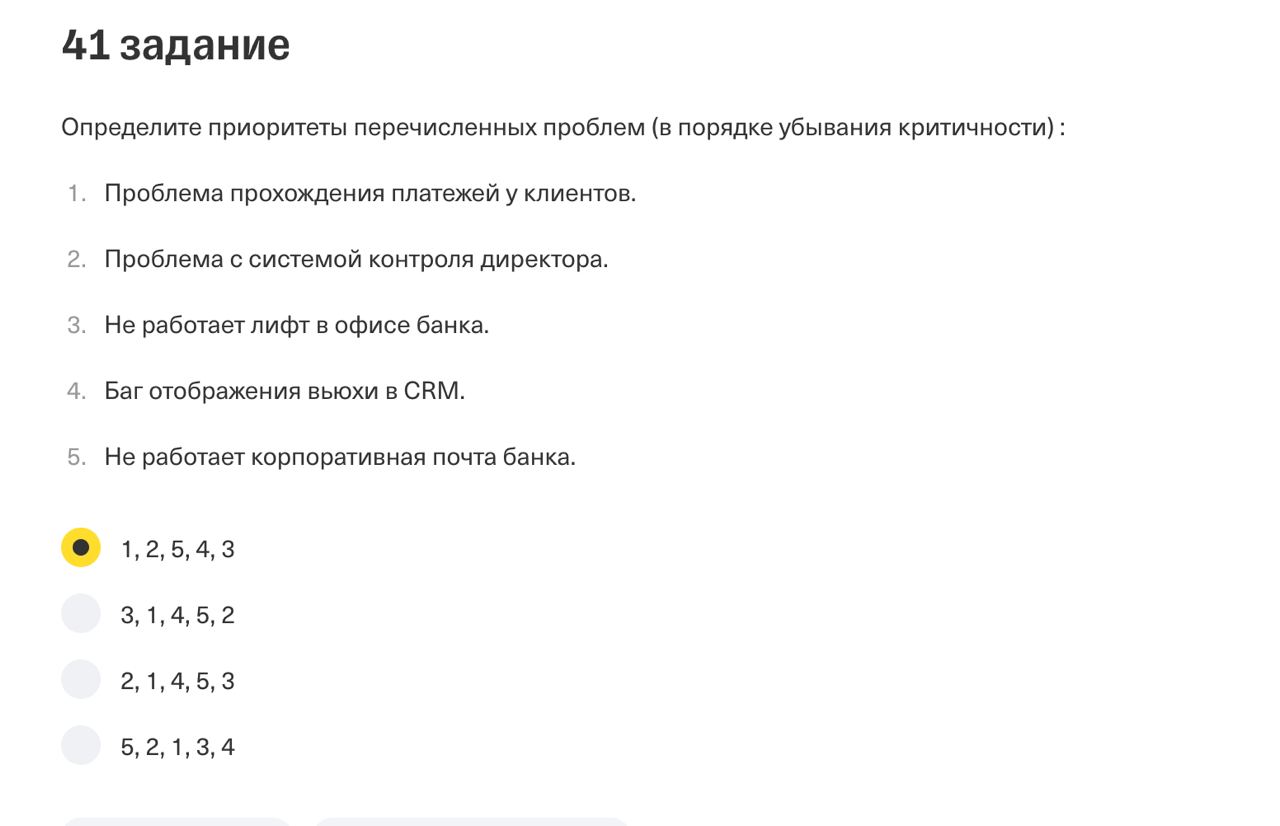 41 задание
Определите приоритеты перечисленных проблем (в порядке убывания критичности) :
1. Проблема прохождения платежей у клиентов.
2. Проблема с системой контроля директора.
3. Не работает лифт в офисе банка.
4. Баг отображения вьюхи в CRM.
5. Не работает корпоративная почта банка.
1, 2, 5, 4, 3
3, 1, 4, 5, 2
2, 1, 4, 5, 3
5, 2, 1, 3, 4